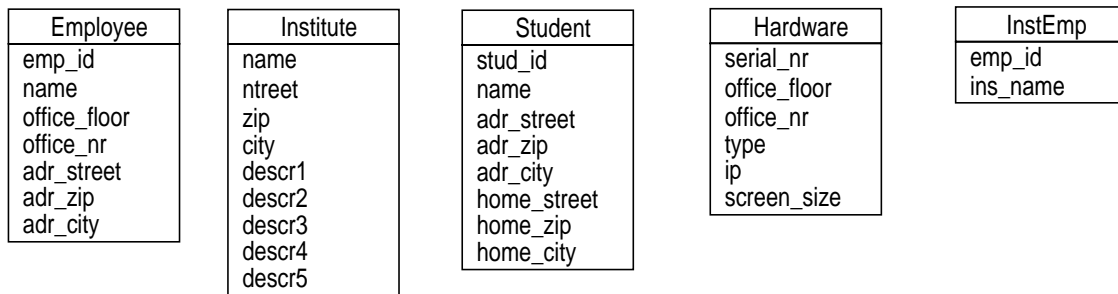 Employee
emp_id
name
office_floor
office_nr
adr_street
adr_zip
adr_city
Institute
name
ntreet
zip
city
descr1
descr2
descr3
descr4
descr5
Student
stud_id
name
adr_street
adr_zip
adr_city
home_street
home_zip
home_city
Hardware
serial_nr
office_floor
office_nr
type
ip
screen_size
InstEmp
emp_id
ins_name